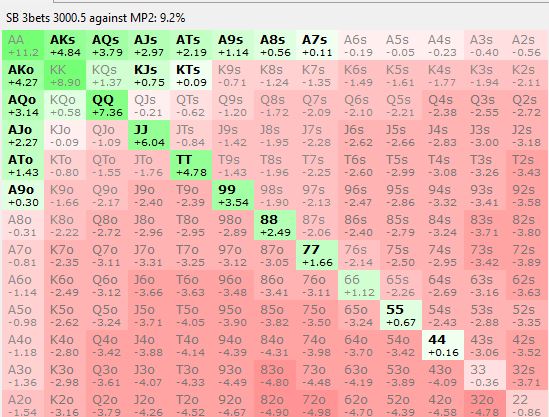 SB 3bets 3000.5 against MP2: 9.2%
AA AKs AQs AJs ATs A9s A8s A7s A6s A5s A4s A3s A2s
+11.2 +4.84 +3.79 +2.97 +2.19 +1.14 +0.56 +0.11 -0.19 -0.05 -0.23 -0.40 -0.56
AKo KK KQs KJs KTs K9s K8s K7s K6s K5s K4s K3s K2s
+4.27 +8.90 +1.37 +0.75 +0.09 -0.71 -1.24 -1.35 -1.49 -1.61 -1.77 -1.94 -2.11
AQo KQo QQ QJs QTs Q9s Q8s Q7s Q6s Q5s Q4s Q3s Q2s
+3.14 +0.58 +7.36 -0.21 -0.62 -1.20 -1.72 -2.09 -2.10 -2.21 -2.38 -2.55 -2.72
AJo KJo QJo JJ JTs J9s J8s J7s J6s J5s J4s J3s J2s
+2.27 -0.09 -1.09 +6.04 -0.84 -1.42 -1.95 -2.28 -2.62 -2.66 -2.83 -3.00 -3.18
ATo KTo QTo JTo TT T9s T8s T7s T6s T5s T4s T3s T2s
+1.43 -0.80 -1.55 -1.76 +4.78 -1.43 -1.96 -2.25 -2.60 -2.99 -3.08 -3.26 -3.43
A9o K9o Q9o J9o T9o 99 98s 97s 96s 95s 94s 93s 92s
+0.30 -1.66 -2.17 -2.40 -2.39 +3.54 -1.90 -2.13 -2.47 -2.86 -3.32 -3.41 -3.58
A8o K8o Q8o J8o T8o 98o 88 87s 86s 85s 84s 83s 82s
-0.31 -2.22 -2.72 -2.96 -2.95 -2.89 +2.49 -2.06 -2.40 -2.79 -3.24 -3.71 -3.80
A7o K7o Q7o J7o T7o 97o 87o 77 76s 75s 74s 73s 72s
-0.81 -2.35 -3.11 -3.31 -3.25 -3.12 -3.05 +1.66 -2.14 -2.50 -2.95 -3.42 -3.89
A6o K6o Q6o J6o T6o 96o 86o 76o 66 65s 64s 63s 62s
-1.14 -2.49 -3.12 -3.66 -3.63 -3.48 -3.41 -3.11 +1.12 -2.26 -2.69 -3.16 -3.63
A5o K5o Q5o J5o T5o 95o 85o 75o 65o 55 54s 53s 52s
-0.98 -2.62 -3.24 -3.71 -4.05 -3.90 -3.82 -3.50 -3.24 +0.67 -2.43 -2.88 -3.35
A4o K4o Q4o J4o T4o 94o 84o 74o 64o 54o 44 43s 42s
-1.18 -2.80 -3.42 -3.88 -4.14 -4.39 -4.31 -3.98 -3.70 -3.42 +0.16 -3.06 -3.52
A3o K3o Q3o J3o T3o 93o 83o 73o 63o 53o 43o 33 32s
-1.36 -2.98 -3.60 -4.07 -4.33 -4.49 -4.80 -4.48 -4.19 -3.89 -4.09 -0.36 -3.71
A2o K2o Q2o J2o T2o 92o 82o 72o 62o 52o 42o 32o 22
-1.54 -3.16 -3.79 -4.26 -4.52 -4.67 -4.90 -4.98 -4.70 -4.39 -4.58 -4.78 -0.86